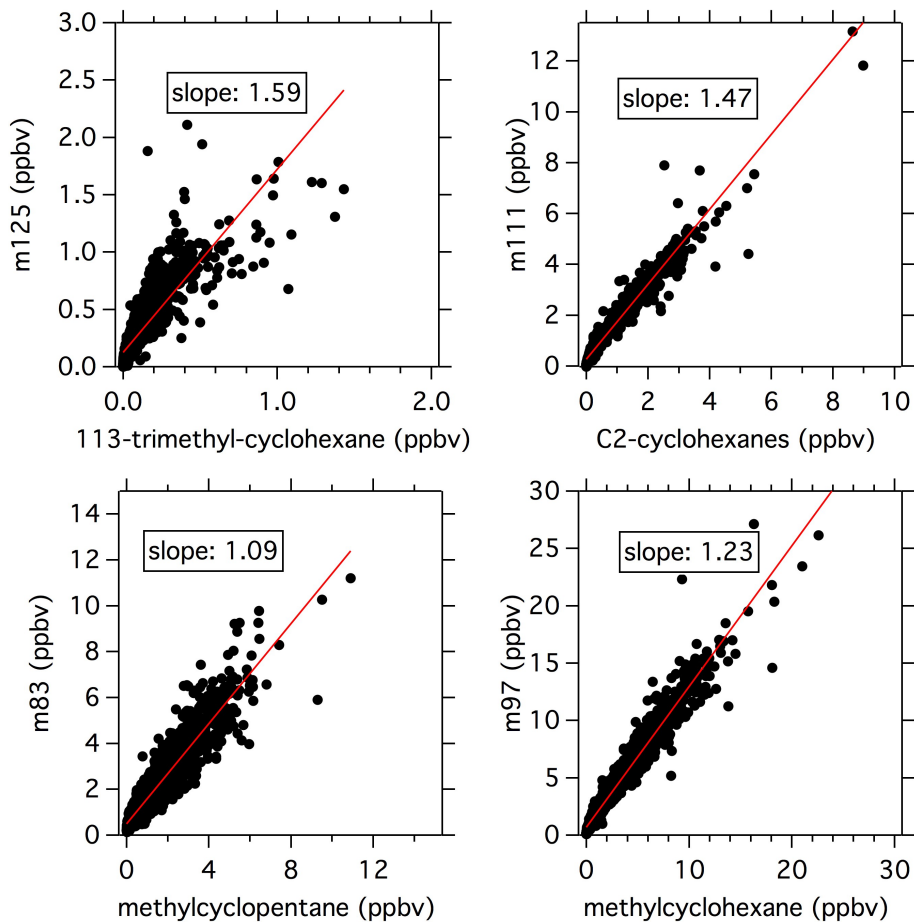 3.0
2.5
2.0
1.5
1.0
0.5
0.0
m125 (ppbv)
slope: 1.59
0.0 1.0 2.0
113-trimethyl-cyclohexane (ppbv)
12
10
8
6
4
2
0
m111 (ppbv)
slope: 1.47
0 2 4 6 8 10
C2-cyclohexanes (ppbv)
14
12
10
8
6
4
2
0
m83 (ppbv)
slope: 1.09
0 4 8 12
methylcyclopentane (ppbv)
30
25
20
15
10
5
0
m97 (ppbv)
slope: 1.23
0 10 20 30
methylcyclohexane (ppbv)